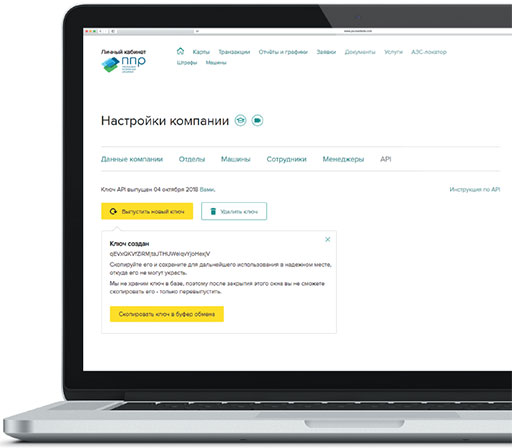 www.yourwebsite.com
Личный кабинет
ппр
Карты Транзакции Отчёты и графики Заявки Документы Услуги АЗС-локатор
Штрафы Машины
Настройки компании
Данные компании Отделы Машины Сотрудники Менеджеры API
Ключ API выпущен 04 октября 2018 Вами.
Инструкция по API
Выпустить новый ключ
Удалить ключ
Ключ создан
Скопируйте его и сохраните для дальнейшего использования в надежном месте,
откуда его не могут украсть.
Мы не храним ключ в базе, поэтому после закрытия этого окна вы не сможете
скопировать его - только перевыпустить.
Скопировать ключ в буфер обмена